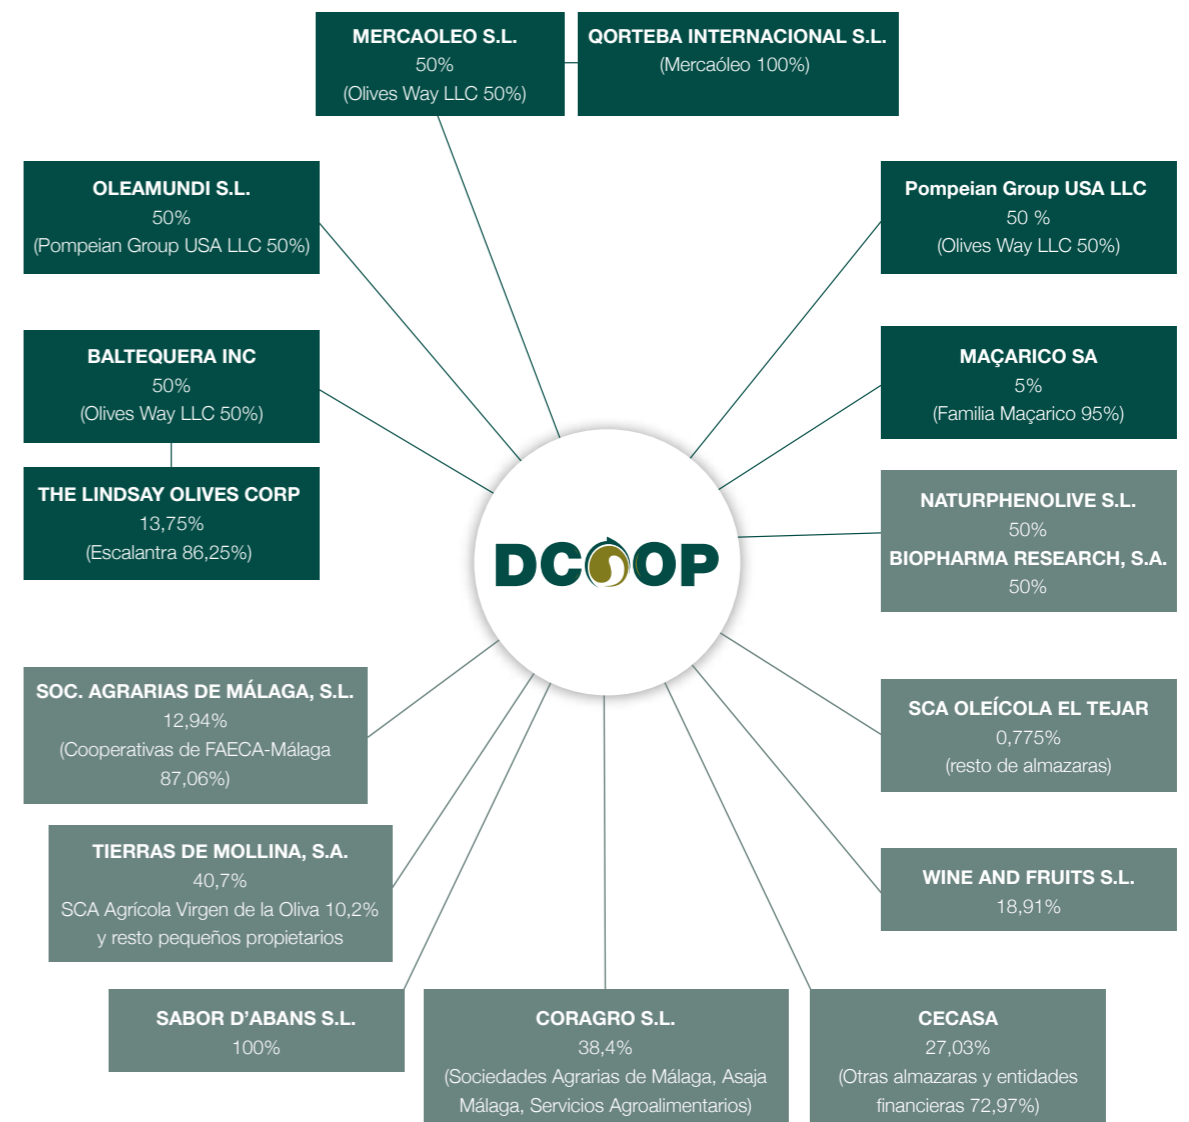 MERCAOLEO S.L.
50%
(Olives Way LLC 50%)
QORTEBA INTERNACIONAL S.L.
(Mercaóleo 100%)
OLEAMUNDI S.L.
50%
(Pompeian Group USA LLC 50%)
Pompeian Group USA LLC
50 %
(Olives Way LLC 50%)
BALTEQUERA INC
50%
(Olives Way LLC 50%)
MAÇARICO SA
5%
(Familia Maçarico 95%)
THE LINDSAY OLIVES CORP
13,75%
(Escalantra 86,25%)
NATURPHENOLIVE S.L.
50%
BIOPHARMA RESEARCH, S.A.
50%
DCOOP
SOC. AGRARIAS DE MÁLAGA, S.L.
12,94%
(Cooperativas de FAECA-Málaga
87,06%)
SCA OLEÍCOLA EL TEJAR
0,775%
(resto de almazaras)
TIERRAS DE MOLLINA, S.A.
40,7%
SCA Agrícola Virgen de la Oliva 10,2%
y resto pequeños propietarios
WINE AND FRUITS S.L.
18,91%
SABOR D’ABANS S.L.
100%
CORAGRO S.L.
38,4%
(Sociedades Agrarias de Málaga, Asaja
Málaga, Servicios Agroalimentarios)
CECASA
27,03%
(Otras almazaras y entidades
financieras 72,97%)